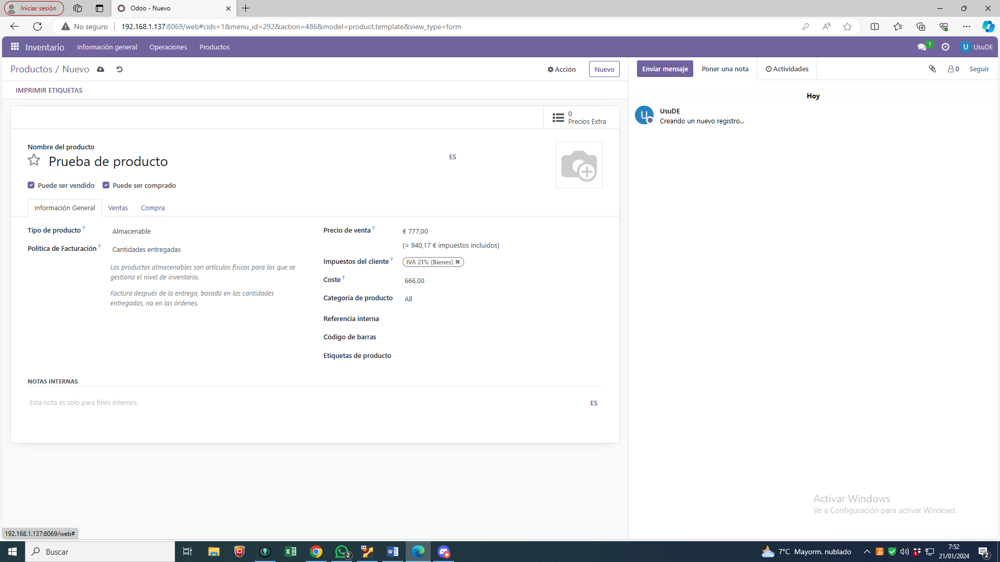 Iniciar sesión
Odoo - Nuevo
No seguro
192.168.1.137:8069/web#cids=1&menu_id=292&action=486&model=product.template&view_type=form
Inventario
Información general
Operaciones
Productos
1
U
UsuDE
Productos / Nuevo
Acción
Nuevo
Enviar mensaje
Poner una nota
Actividades
0
Seguir
IMPRIMIR ETIQUETAS
Hoy
0
Precios Extra
U
UsuDE
Creando un nuevo registro...
Nombre del producto
Prueba de producto
ES
Puede ser vendido
Puede ser comprado
Información General
Ventas
Compra
Tipo de producto ?
Almacenable
Política de Facturación ?
Cantidades entregadas
Los productos almacenables son artículos físicos para los que se
gestiona el nivel de inventario.
Factura después de la entrega, basada en las cantidades
entregadas, no en las órdenes.
Precio de venta ?
€ 777,00
(= 940,17 € impuestos incluidos)
Impuestos del cliente ?
IVA 21% (Bienes)
Coste ?
666,00
Categoría de producto
All
Referencia interna
Código de barras
Etiquetas de producto
NOTAS INTERNAS
Esta nota es solo para fines internos.
ES
Activar Windows
Ve a Configuración para activar Windows.
192.168.1.137:8069/web#
Buscar
2
7°C Mayorm. nublado
7:52
21/01/2024
2